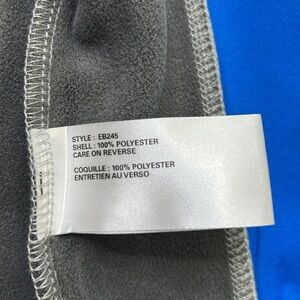 STYLE : EB245
SHELL : 100% POLYESTER
CARE ON REVERSE
COQUILLE : 100% POLYESTER
ENTRETIEN AU VERSO